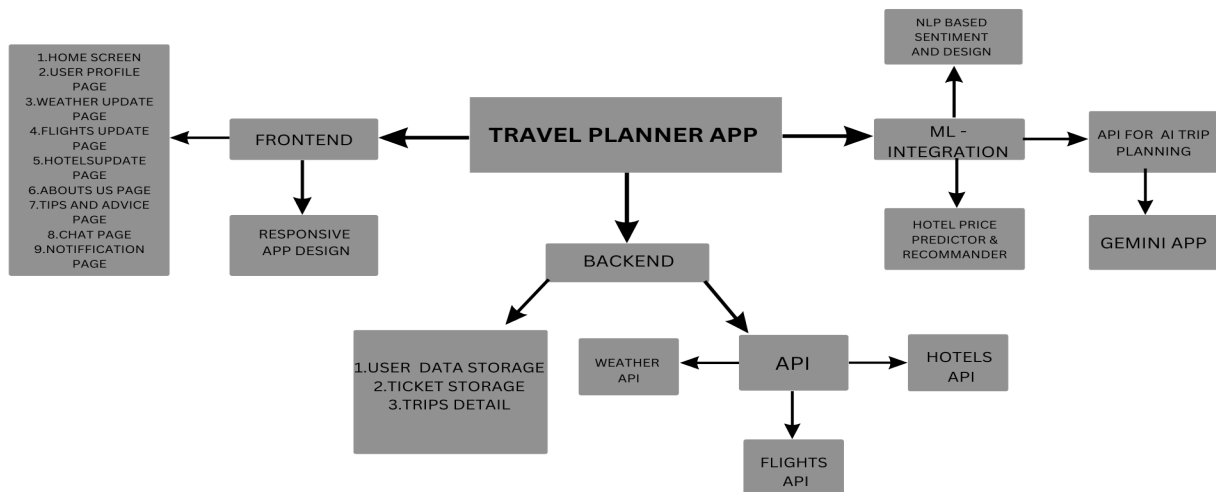 NLP BASED
SENTIMENT
AND DESIGN
1.HOME SCREEN
2.USER PROFILE
PAGE
3.WEATHER UPDATE
PAGE
4.FLIGHTS UPDATE
PAGE
5.HOTELSUPDATE
PAGE
6.ABOUTS US PAGE
7.TIPS AND ADVICE
PAGE
8.CHAT PAGE
9.NOTIFFICATION
PAGE
FRONTEND
TRAVEL PLANNER APP
ML -
INTEGRATION
API FOR AI TRIP
PLANNING
RESPONSIVE
APP DESIGN
HOTEL PRICE
PREDICTOR &
RECOMMANDER
GEMINI APP
BACKEND
1.USER DATA STORAGE
2.TICKET STORAGE
3.TRIPS DETAIL
WEATHER
API
API
HOTELS
API
FLIGHTS
API